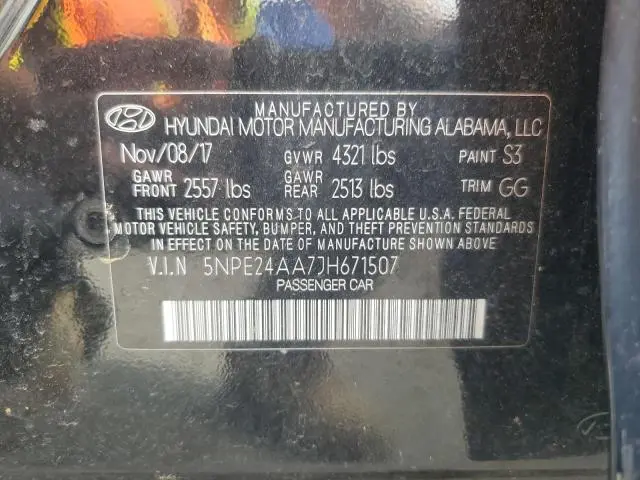 MANUFACTURED BY
HYUNDAI MOTOR MANUFACTURING ALABAMA, LLC
Nov/08/17 GVWR 4321 lbs PAINT S3
GAWR FRONT 2557 lbs GAWR REAR 2513 lbs TRIM GG
THIS VEHICLE CONFORMS TO ALL APPLICABLE U.S.A. FEDERAL
MOTOR VEHICLE SAFETY, BUMPER, AND THEFT PREVENTION
STANDARDS IN EFFECT ON THE DATE OF MANUFACTURE SHOWN ABOVE.
V.I.N 5NPE24AA7JH671507
PASSENGER CAR